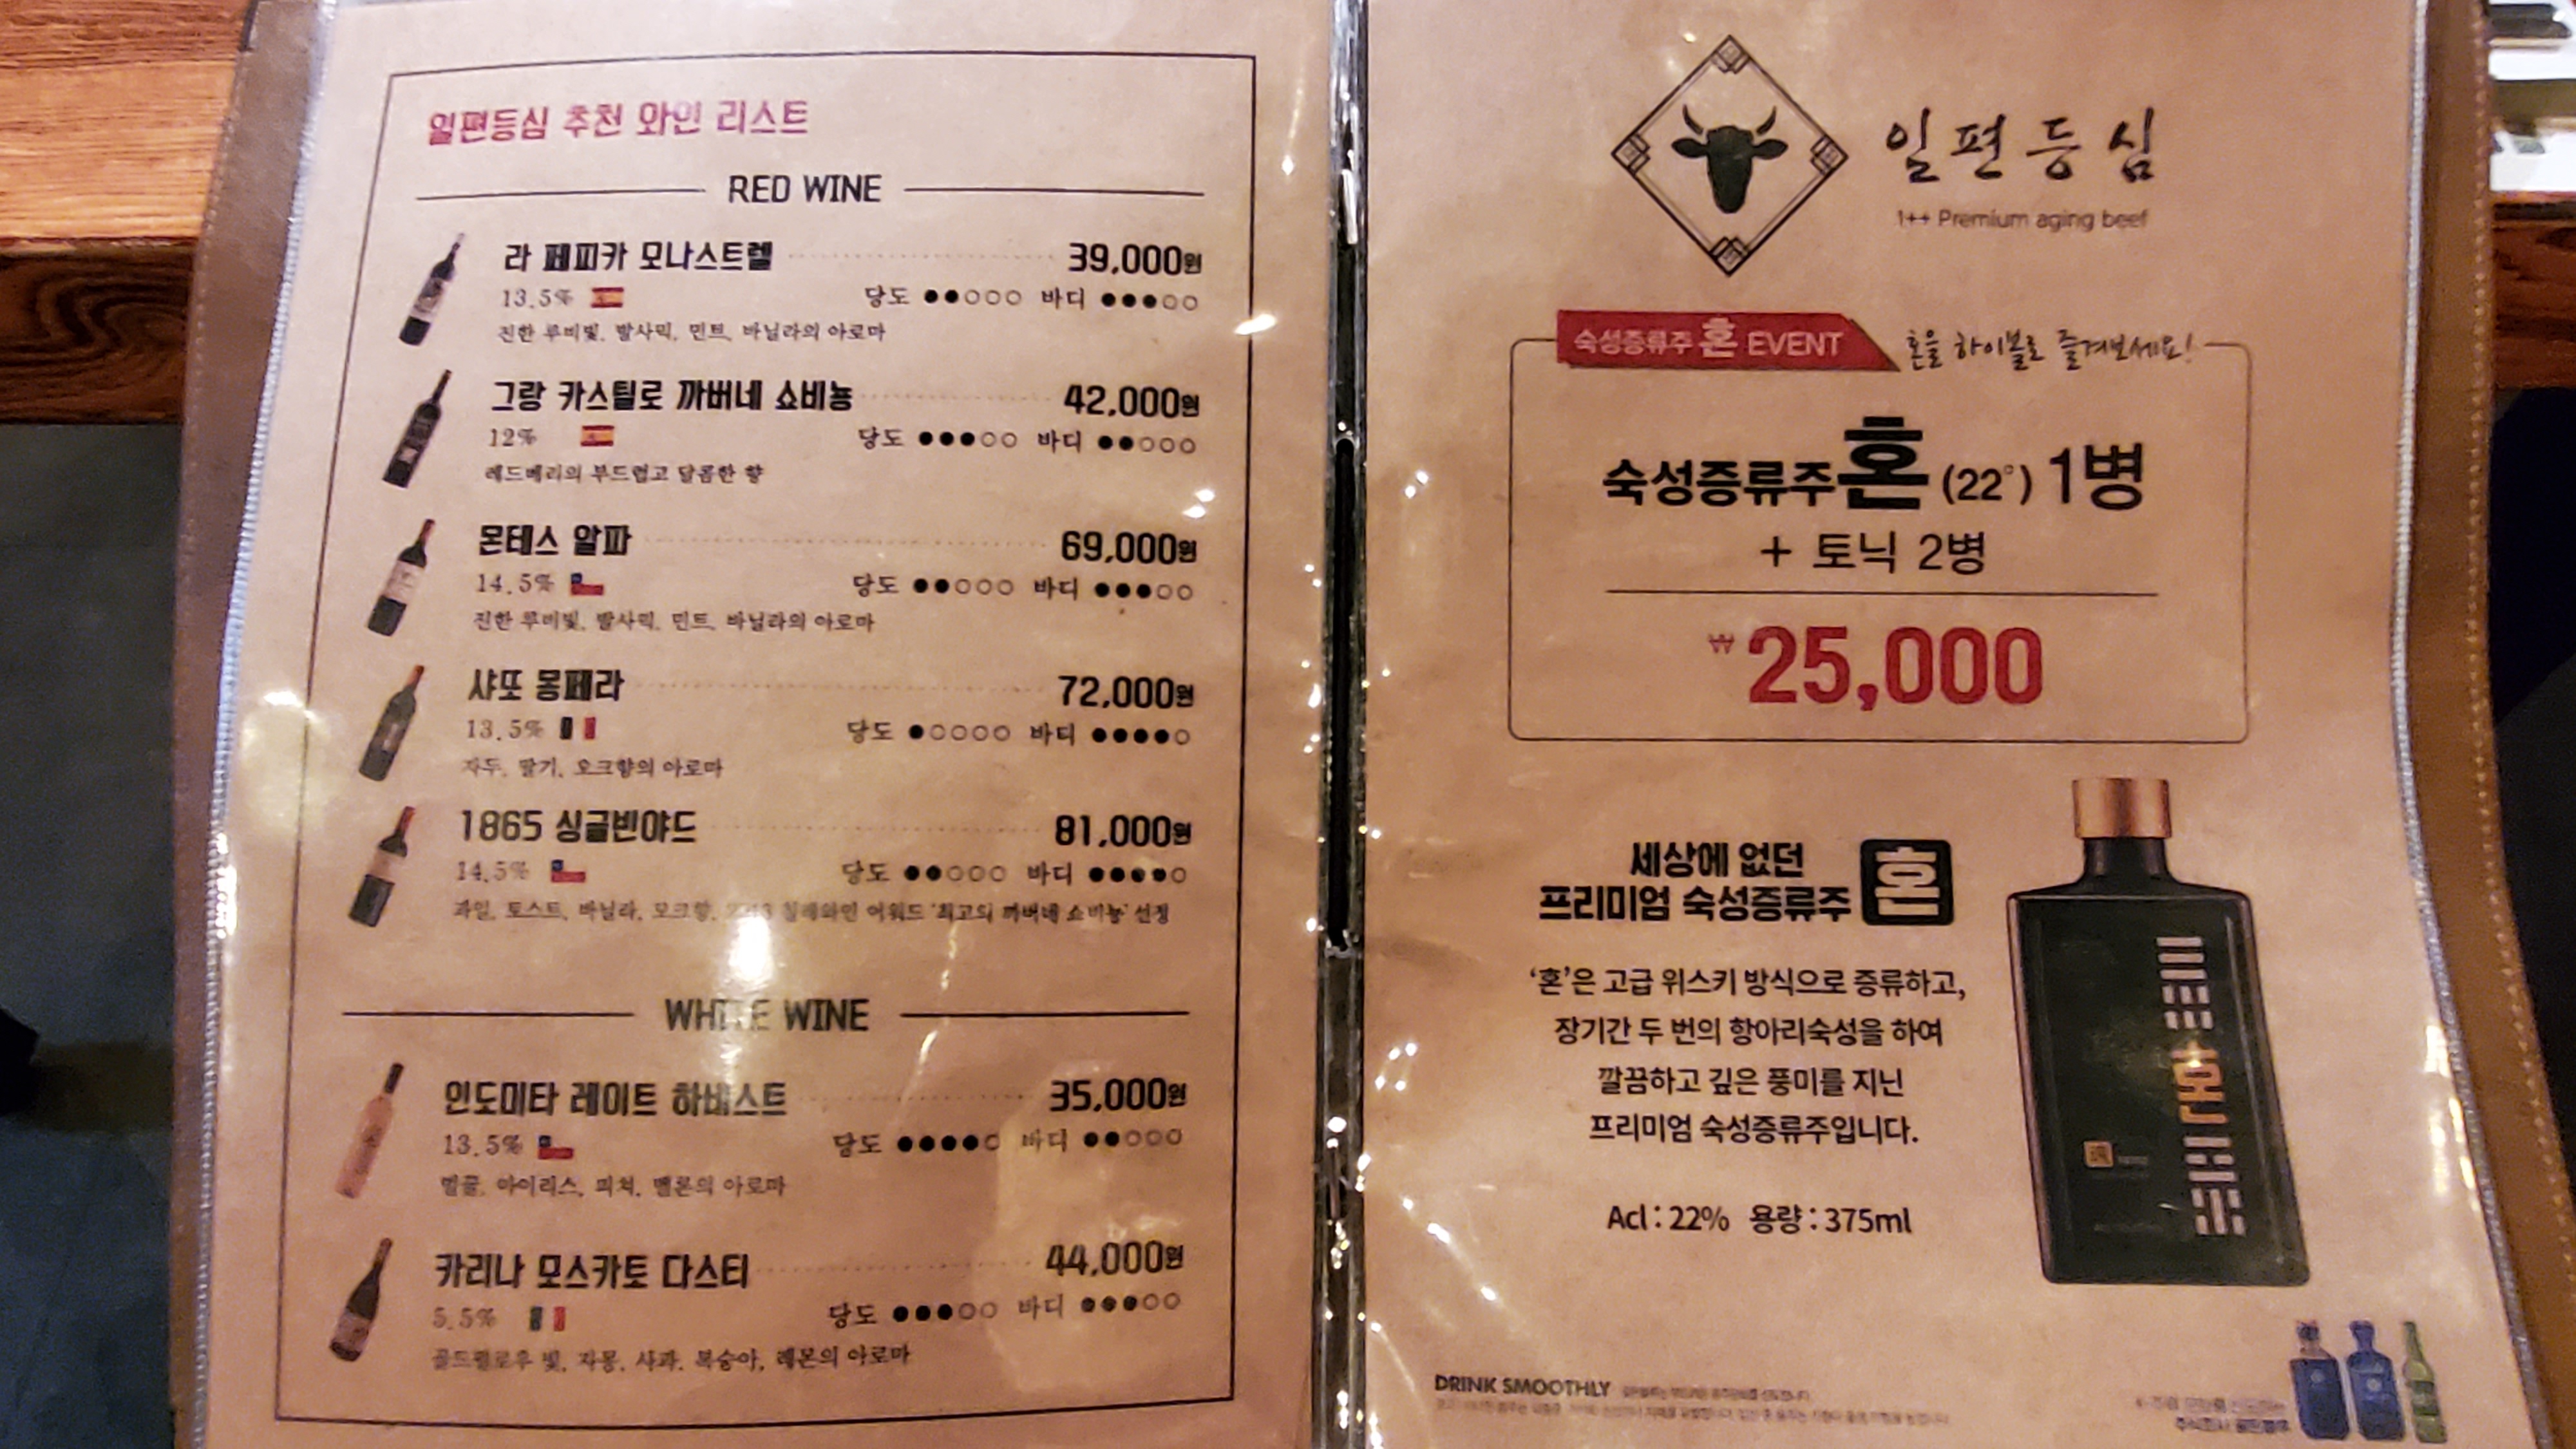 일편등심 추천 와인 리스트
RED WINE
라 페피카 모나스트렐 39,000원
13.5% 당도 ●●○○○ 바디 ●●●○○
진한 루비빛, 발사믹, 민트, 바닐라의 아로마
그랑 카스틸로 까버네 쇼비뇽 42,000원
12% 당도 ●●●○○ 바디 ●●○○○
레드베리의 부드럽고 달콤한 향
몬테스 알파 69,000원
14.5% 당도 ●●○○○ 바디 ●●●○○
진한 루비빛, 발사믹, 민트, 바닐라의 아로마
샤또 몽페라 72,000원
13.5% 당도 ●○○○○ 바디 ●●●●○
자두, 딸기, 오크향의 아로마
1865 싱글빈야드 81,000원
14.5% 당도 ●●○○○ 바디 ●●●●○
과일, 토스트, 바닐라, 오크향, 칠레와인 어워드 '최고의 까버네 쇼비뇽' 선정
WHITE WINE
인도미타 레이트 하베스트 35,000원
13.5% 당도 ●●●●○ 바디 ●●○○○
벌꿀, 아이리스, 피쳐, 멜론의 아로마
카리나 모스카토 다스티 44,000원
5.5% 당도 ●●●○○ 바디 ●●●○○
골드옐로우 빛, 자몽, 사과, 복숭아, 레몬의 아로마
일편등심
1++ Premium aging beef
숙성증류주 혼 EVENT 혼을 하이볼로 즐겨보세요!
숙성증류주 혼 (22°) 1병
+ 토닉 2병
₩25,000
세상에 없던
프리미엄 숙성증류주 혼
'혼'은 고급 위스키 방식으로 증류하고,
장기간 두 번의 항아리숙성을 하여
깔끔하고 깊은 풍미를 지닌
프리미엄 숙성증류주입니다.
Acl : 22% 용량 : 375ml
혼
DRINK SMOOTHLY